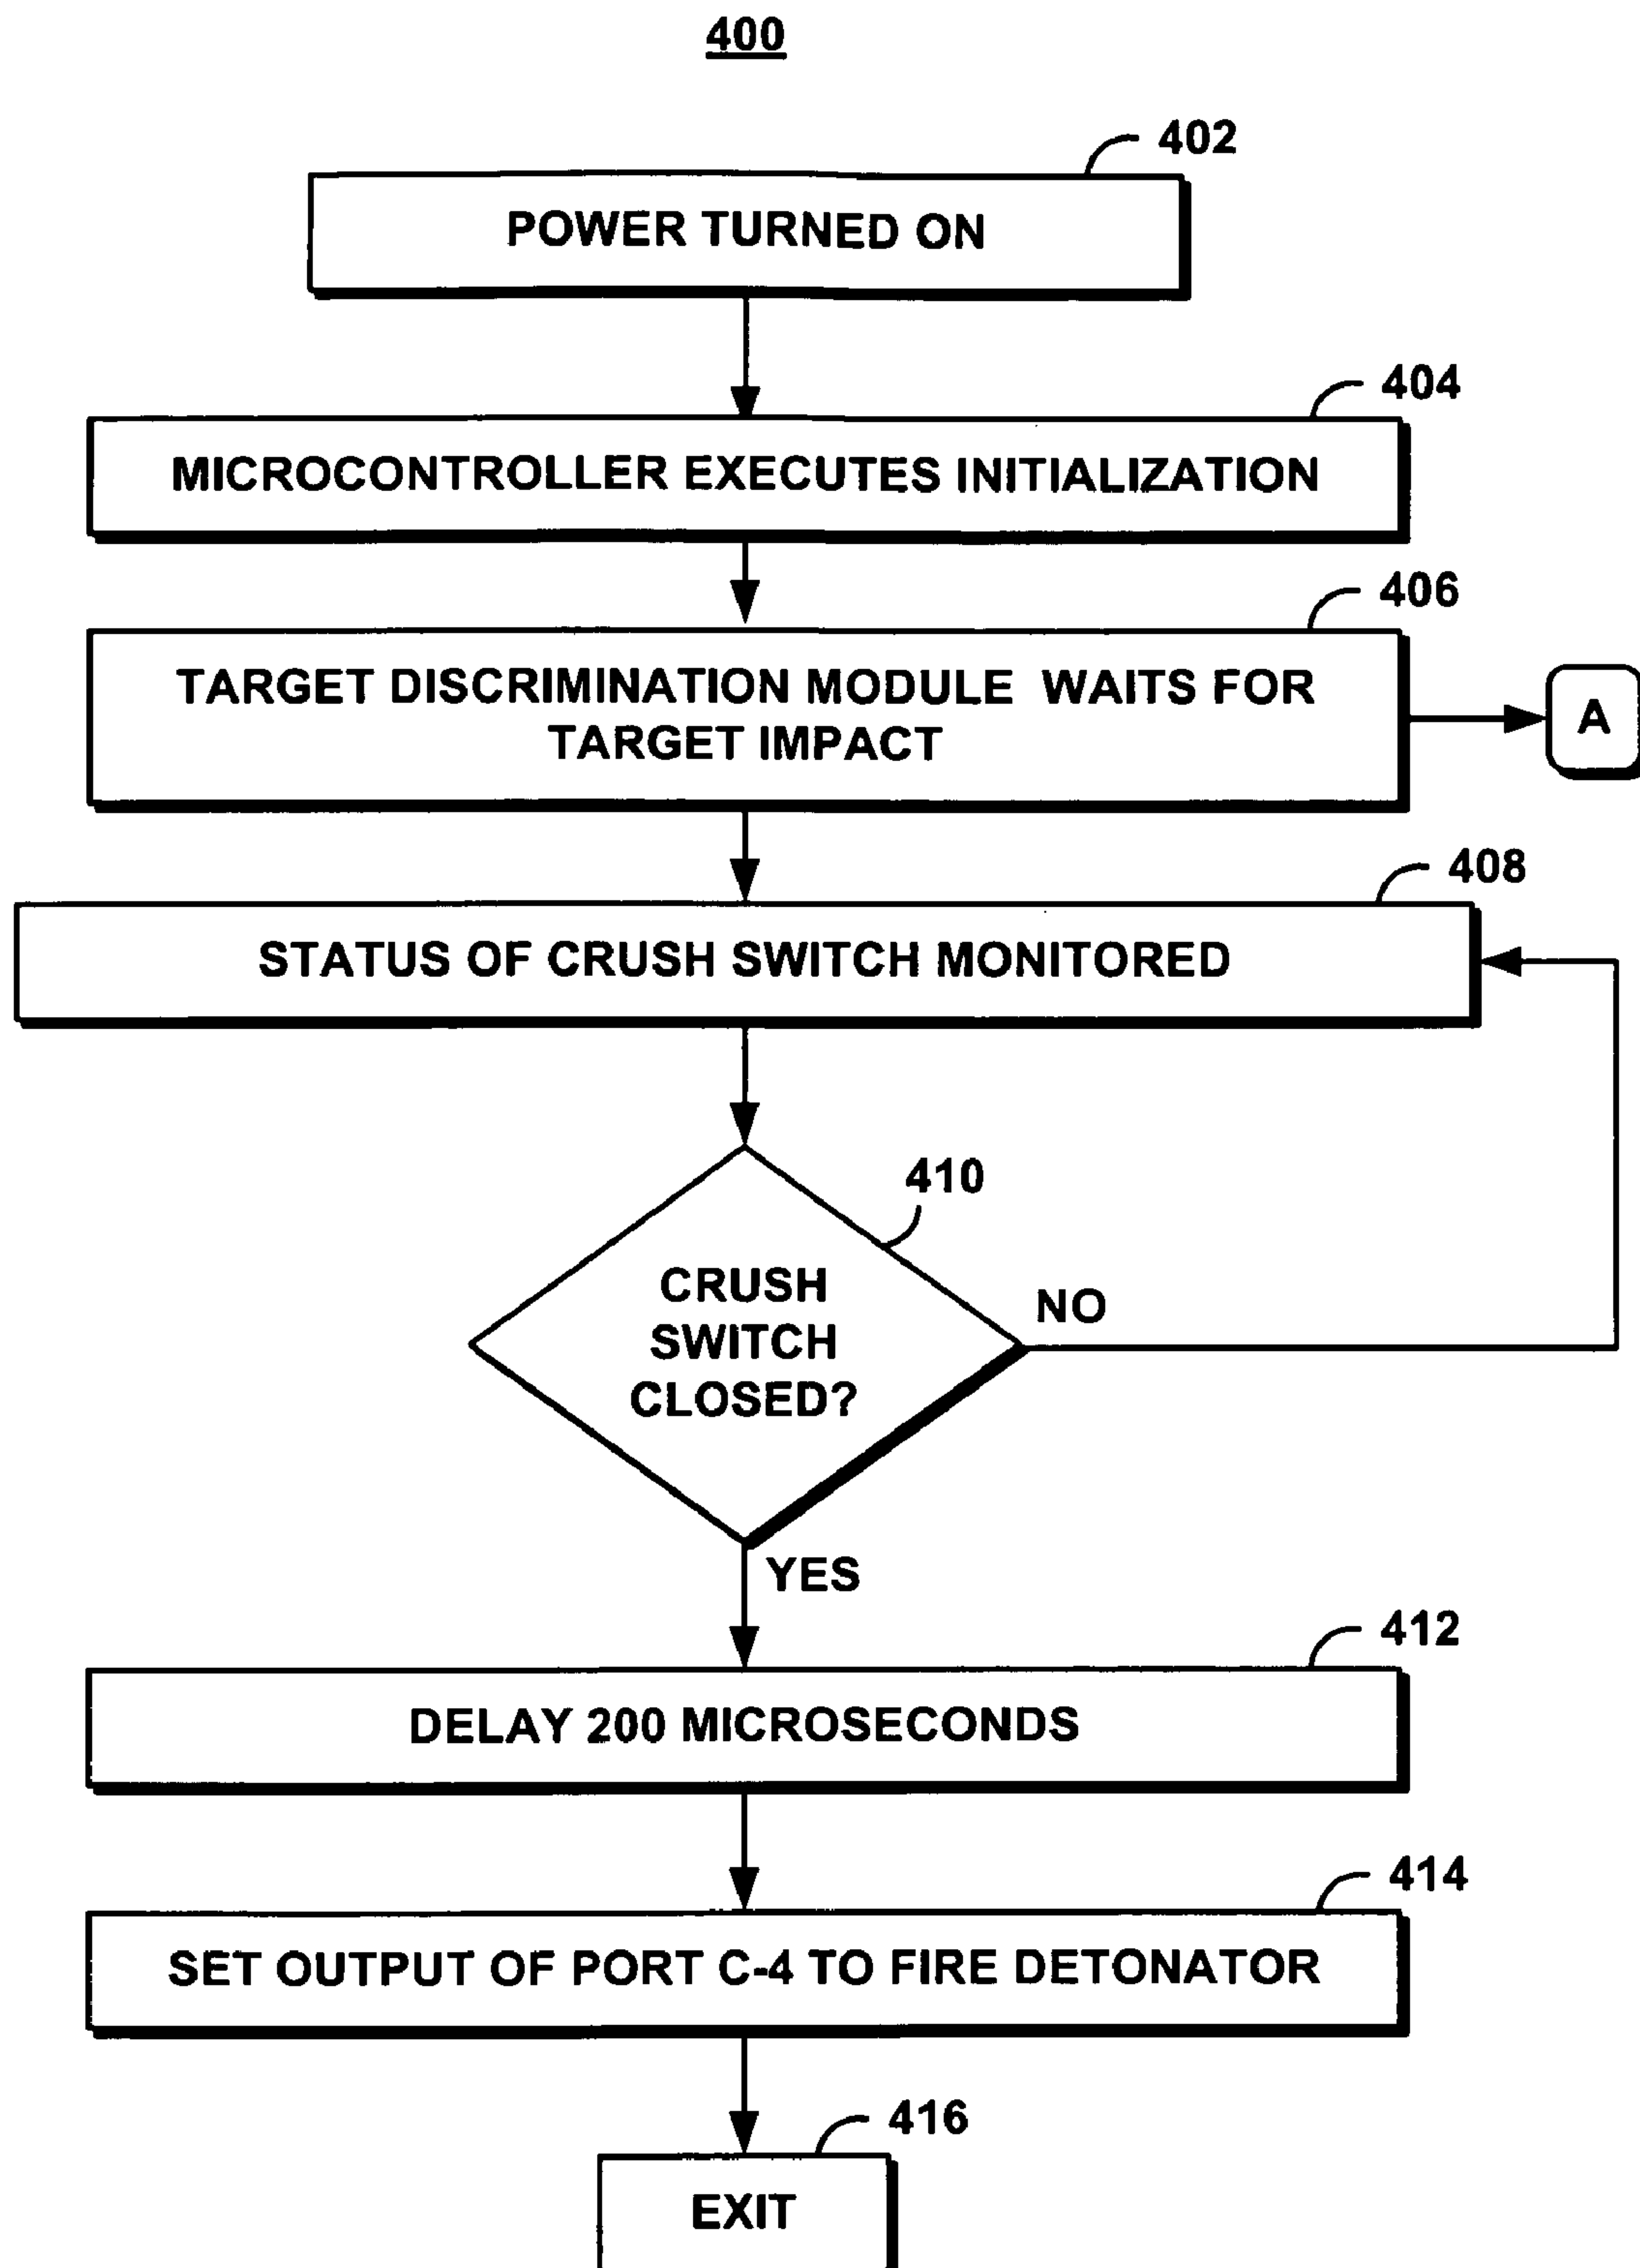 400
402
POWER TURNED ON
404
MICROCONTROLLER EXECUTES INITIALIZATION
406
TARGET DISCRIMINATION MODULE WAITS FOR
TARGET IMPACT
A
408
STATUS OF CRUSH SWITCH MONITORED
410
CRUSH
SWITCH
CLOSED?
NO
YES
412
DELAY 200 MICROSECONDS
414
SET OUTPUT OF PORT C-4 TO FIRE DETONATOR
416
EXIT